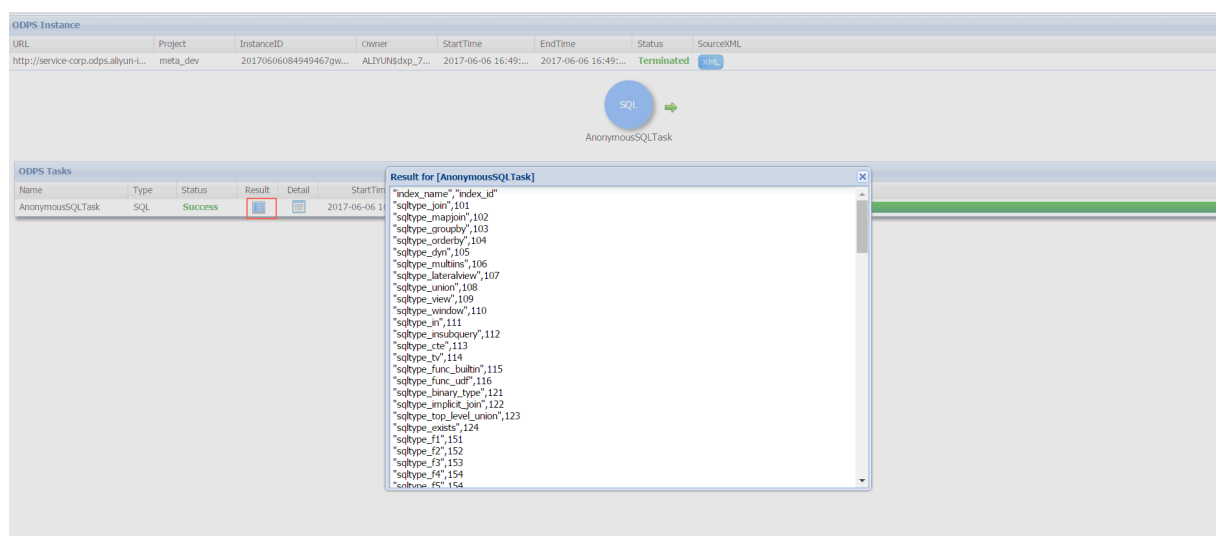 ODPS Instance
URL Project InstanceID Owner StartTime EndTime Status SourceXML
http://service-corp.odps.aliyun-i... meta_dev 20170606084949467gw... ALIYUN$dxp_7... 2017-06-06 16:49:... 2017-06-06 16:49:... Terminated XML
SQL
AnonymousSQLTask
ODPS Tasks
Name Type Status Result Detail StartTim
AnonymousSQLTask SQL Success 2017-06-06 1
Result for [AnonymousSQLTask]
"index_name","index_id"
"sqltype_join",101
"sqltype_mapjoin",102
"sqltype_groupby",103
"sqltype_orderby",104
"sqltype_dyn",105
"sqltype_multiins",106
"sqltype_lateralview",107
"sqltype_union",108
"sqltype_view",109
"sqltype_window",110
"sqltype_in",111
"sqltype_insubquery",112
"sqltype_cte",113
"sqltype_tv",114
"sqltype_func_builtin",115
"sqltype_func_udf",116
"sqltype_binary_type",121
"sqltype_implicit_join",122
"sqltype_top_level_union",123
"sqltype_exists",124
"sqltype_f1",151
"sqltype_f2",152
"sqltype_f3",153
"sqltype_f4",154
"sqltype_f5",154